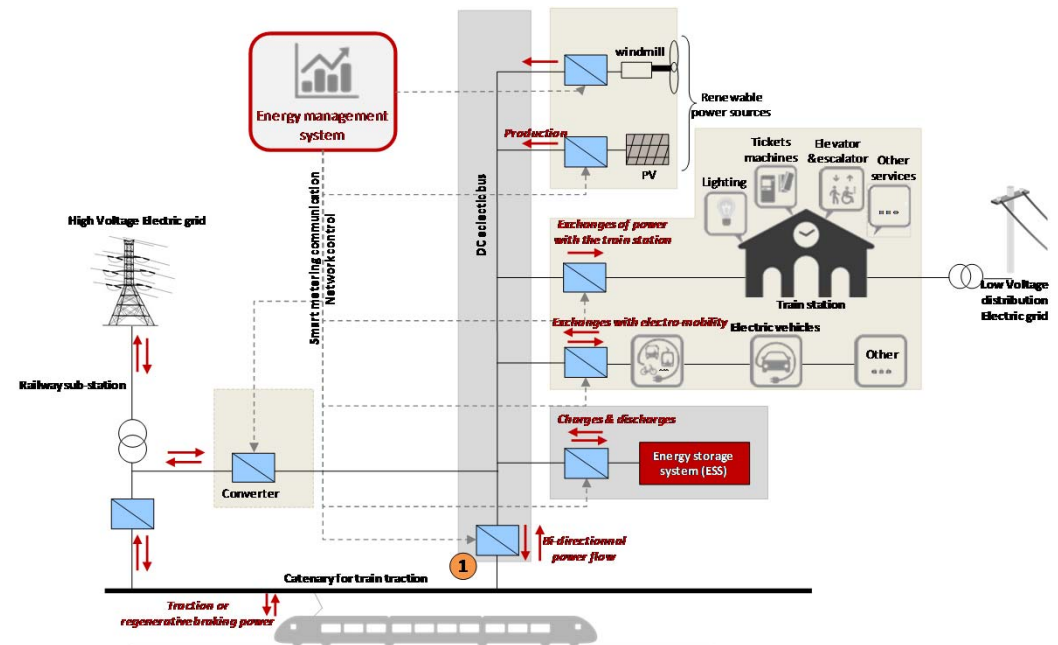 windmill
Renewable
power sources
Energy management
system
Production
PV
Tickets
machines
Elevator
& escalator
Other
services
Lighting
High Voltage Electric grid
Smart metering communication
Network control
DC eclectic bus
Exchanges of power
with the train station
Train station
Low Voltage
distribution
Electric grid
Exchanges with electro-mobility
Electric vehicles
Other
Railway sub-station
Charges & discharges
Energy storage
system (ESS)
Converter
Bi-directionnal
power flow
1
Catenary for train traction
Traction or
regenerative broking power